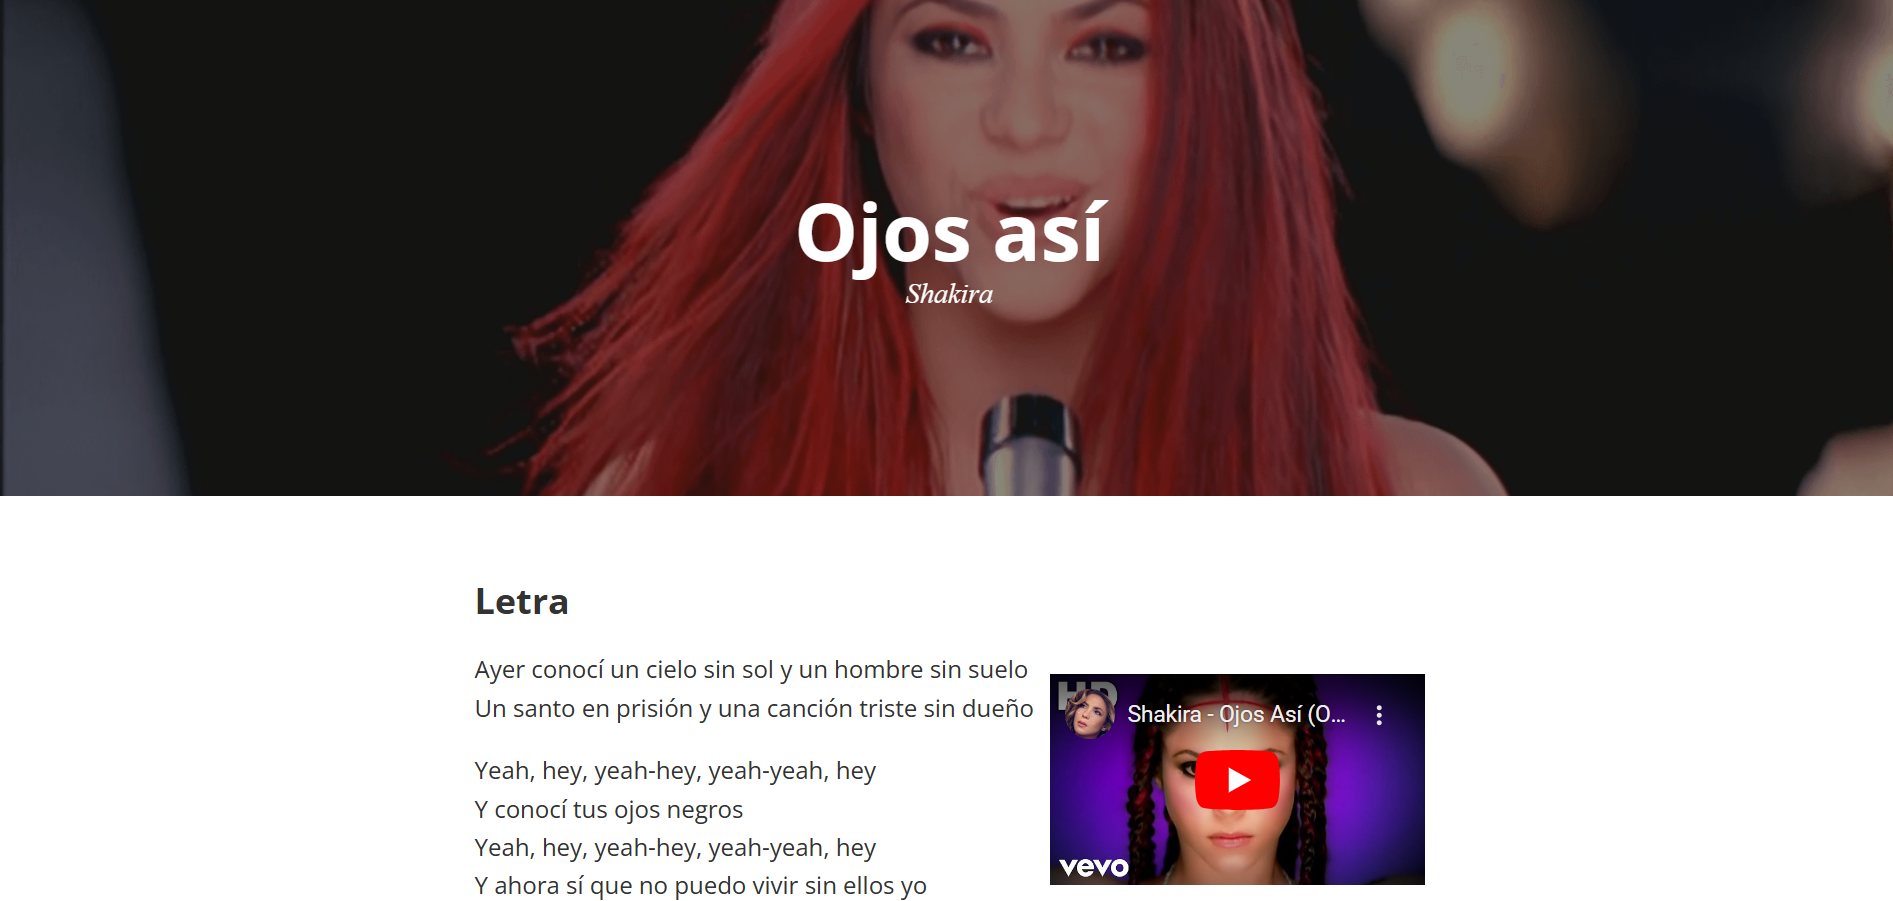 Ojos así
Shakira
Letra
Ayer conocí un cielo sin sol y un hombre sin suelo
Un santo en prisión y una canción triste sin dueño
Yeah, hey, yeah-hey, yeah-yeah, hey
Y conocí tus ojos negros
Yeah, hey, yeah-hey, yeah-yeah, hey
Y ahora sí que no puedo vivir sin ellos yo
HD
Shakira - Ojos Así (O...
vevo